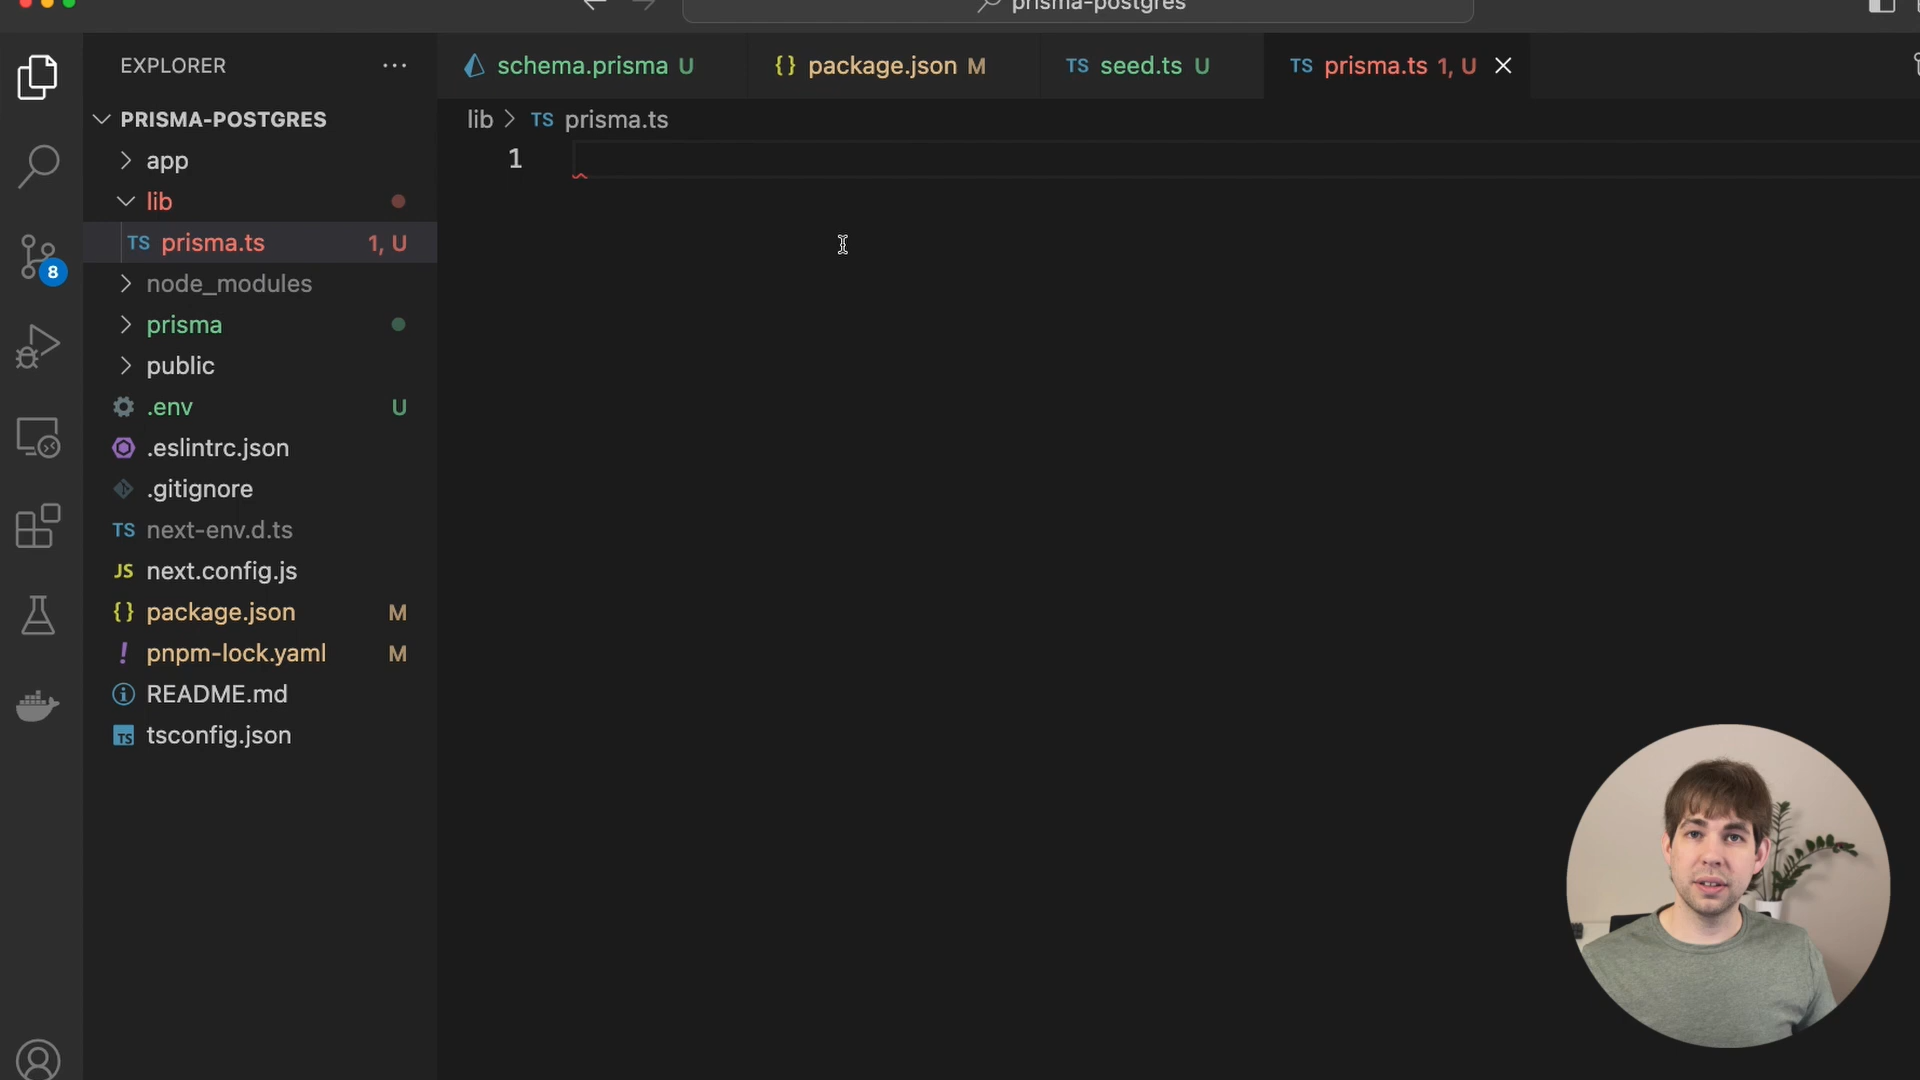 prisma-postgres
EXPLORER
schema.prisma U
{} package.json M
TS seed.ts U
TS prisma.ts 1, U
PRISMA-POSTGRES
lib > TS prisma.ts
app
1
lib
TS prisma.ts 1, U
node_modules
8
prisma
public
.env U
.eslintrc.json
.gitignore
TS next-env.d.ts
JS next.config.js
{} package.json M
! pnpm-lock.yaml M
README.md
TS tsconfig.json